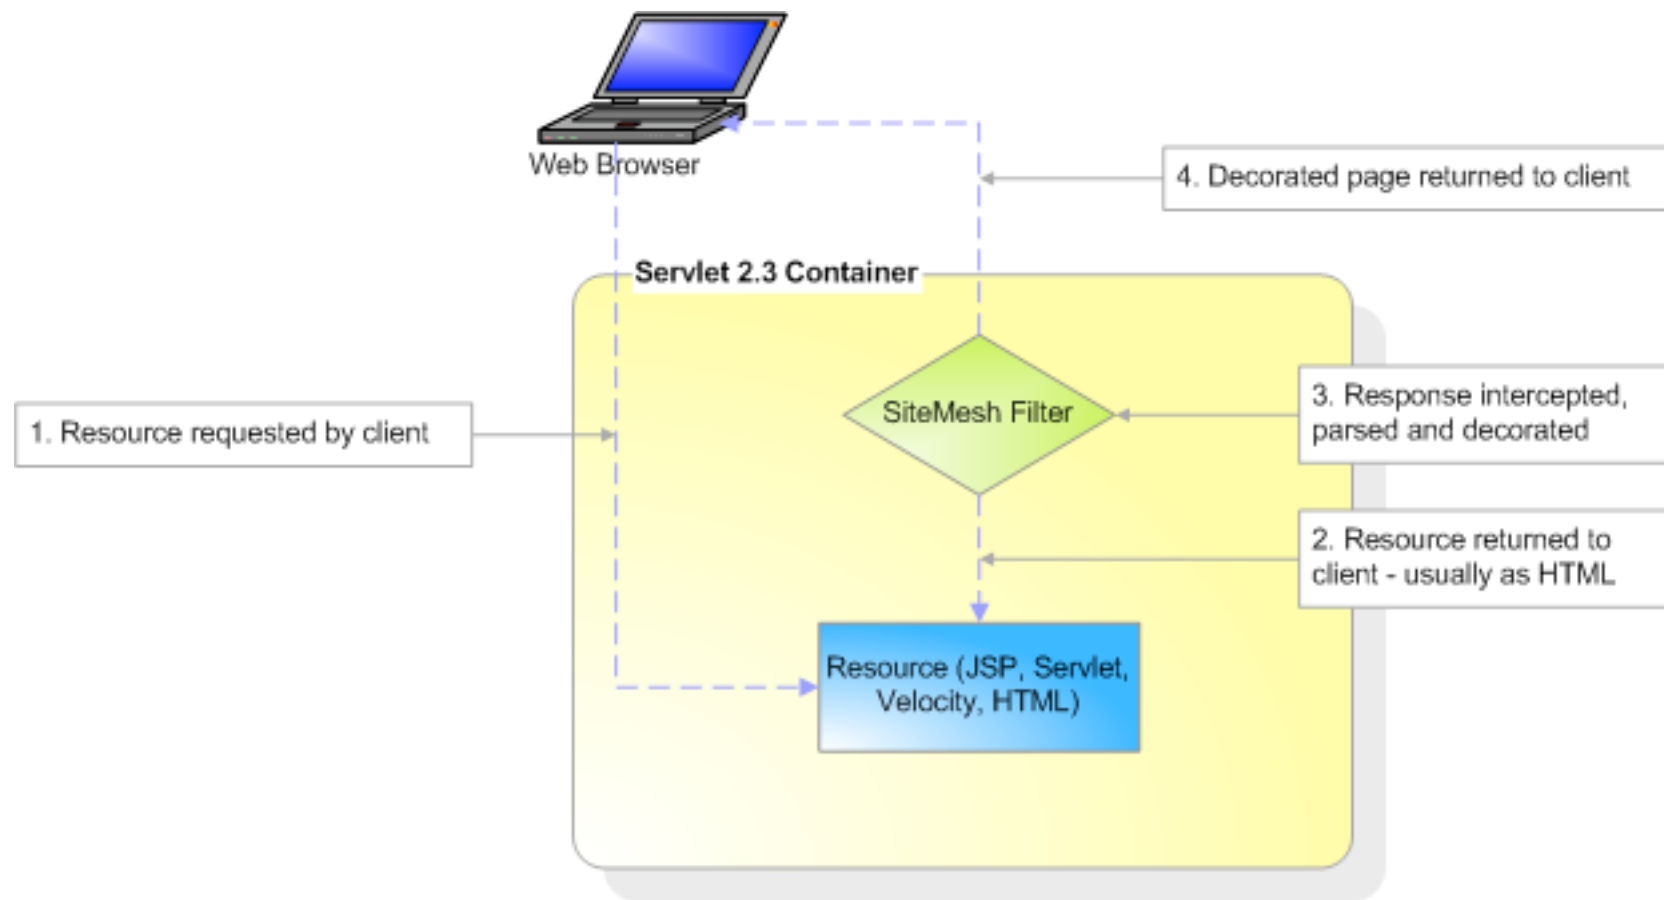 Web Browser
4. Decorated page returned to client
Servlet 2.3 Container
SiteMesh Filter
3. Response intercepted,
parsed and decorated
1. Resource requested by client
2. Resource returned to
client - usually as HTML
Resource (JSP, Servlet,
Velocity, HTML)